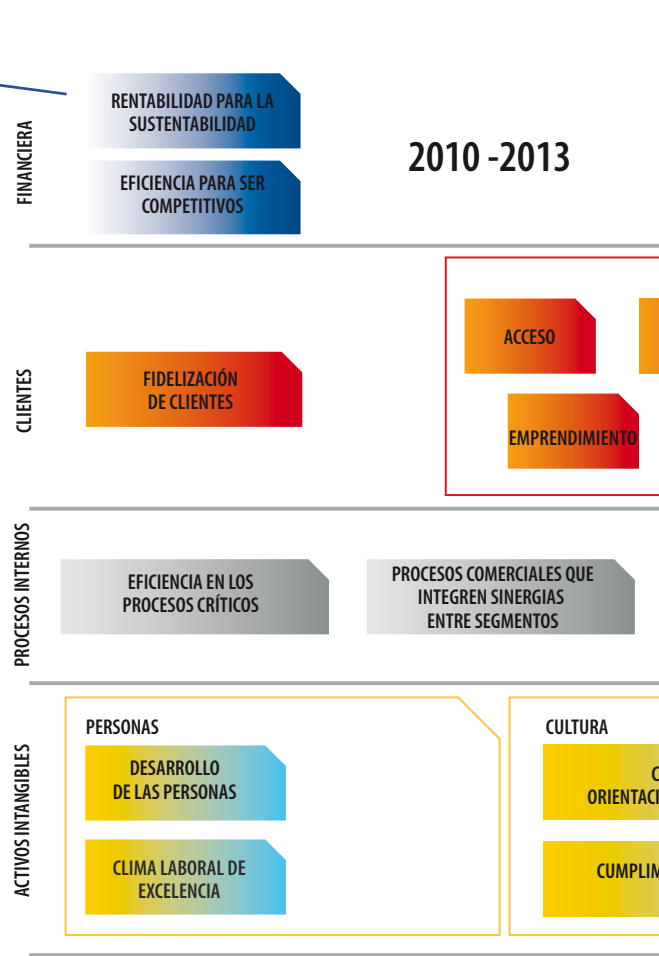 FINANCIERA
RENTABILIDAD PARA LA
SUSTENTABILIDAD
EFICIENCIA PARA SER
COMPETITIVOS
2010 -2013
CLIENTES
FIDELIZACIÓN
DE CLIENTES
ACCESO
EMPRENDIMIENTO
PROCESOS INTERNOS
EFICIENCIA EN LOS
PROCESOS CRÍTICOS
PROCESOS COMERCIALES QUE
INTEGREN SINERGIAS
ENTRE SEGMENTOS
ACTIVOS INTANGIBLES
PERSONAS
DESARROLLO
DE LAS PERSONAS
CLIMA LABORAL DE
EXCELENCIA
CULTURA